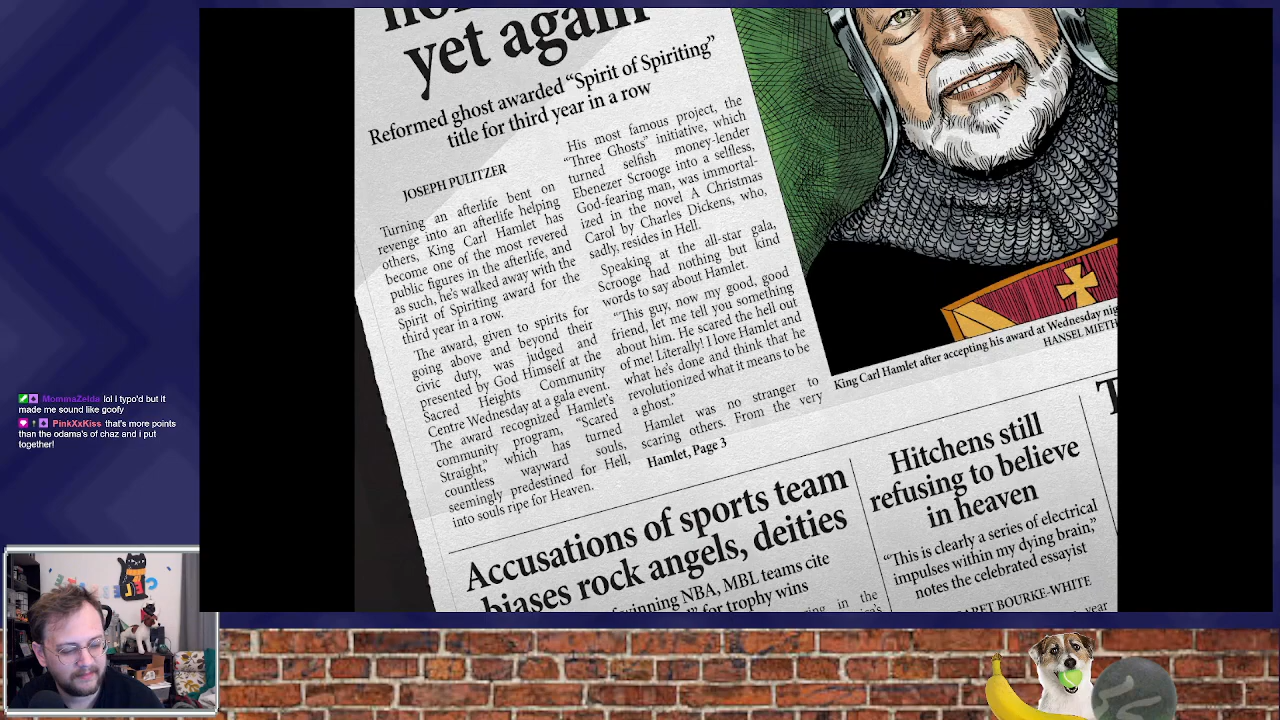 yet again
Reformed ghost awarded “Spirit of Spiriting”
title for third year in a row
JOSEPH PULITZER
Turning an afterlife bent on
revenge into an afterlife helping
others, King Carl Hamlet has
become one of the most revered
public figures in the afterlife, and
as such, he's walked away with the
Spirit of Spiriting award for the
third year in a row.
The award, given to spirits for
going above and beyond their
civic duty, was judged and
presented by God Himself at the
Sacred Heights Community
Centre Wednesday at a gala event.
The award recognized Hamlet's
community program, “Scared
Straight,” which has turned
countless wayward souls,
seemingly predestined for Hell,
into souls ripe for Heaven.
His most famous project, the
“Three Ghosts” initiative, which
turned selfish money-lender
Ebenezer Scrooge into a selfless,
God-fearing man, was immortal-
ized in the novel A Christmas
Carol by Charles Dickens, who,
sadly, resides in Hell.
Speaking at the all-star gala,
Scrooge had nothing but kind
words to say about Hamlet.
“This guy, now my good, good
friend, let me tell you something
about him. He scared the hell out
of me! Literally! I love Hamlet and
what he's done and think that he
revolutionized what it means to be
a ghost.”
Hamlet was no stranger to
scaring others. From the very
Hamlet, Page 3
King Carl Hamlet after accepting his award at Wednesday nig
HANSEL MIETH
Accusations of sports team
biases rock angels, deities
winning NBA, MBL teams cite
for trophy wins
Hitchens still
refusing to believe
in heaven
“This is clearly a series of electrical
impulses within my dying brain,”
notes the celebrated essayist
ARET BOURKE-WHITE
in the
year
MommaZelda lol i typo'd but it
made me sound like goofy
PinkXxKiss that's more points
than the odama's of chaz and i put
together!